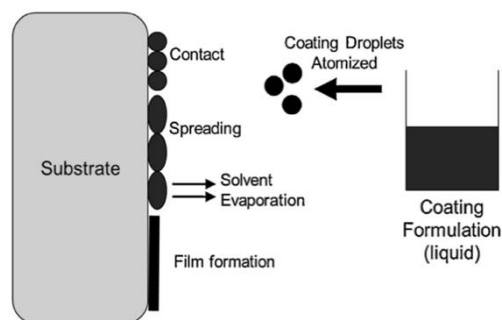 Substrate
Contact
Spreading
Solvent
Evaporation
Film formation
Coating Droplets
Atomized
Coating
Formulation
(liquid)